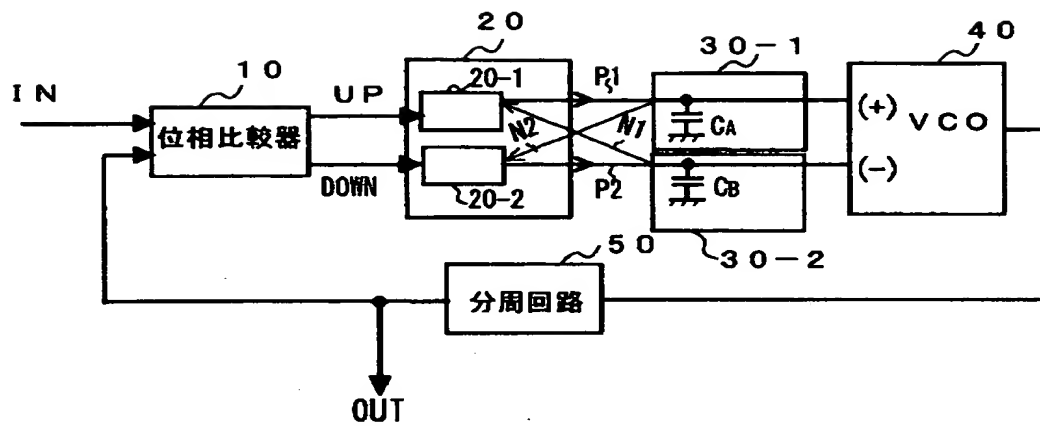 20
30-1
40
10
20-1
P1
IN
UP
位相比較器
N2
N1
CA
(+)
VCO
DOWN
20-2
P2
CB
(-)
50
30-2
分周回路
OUT